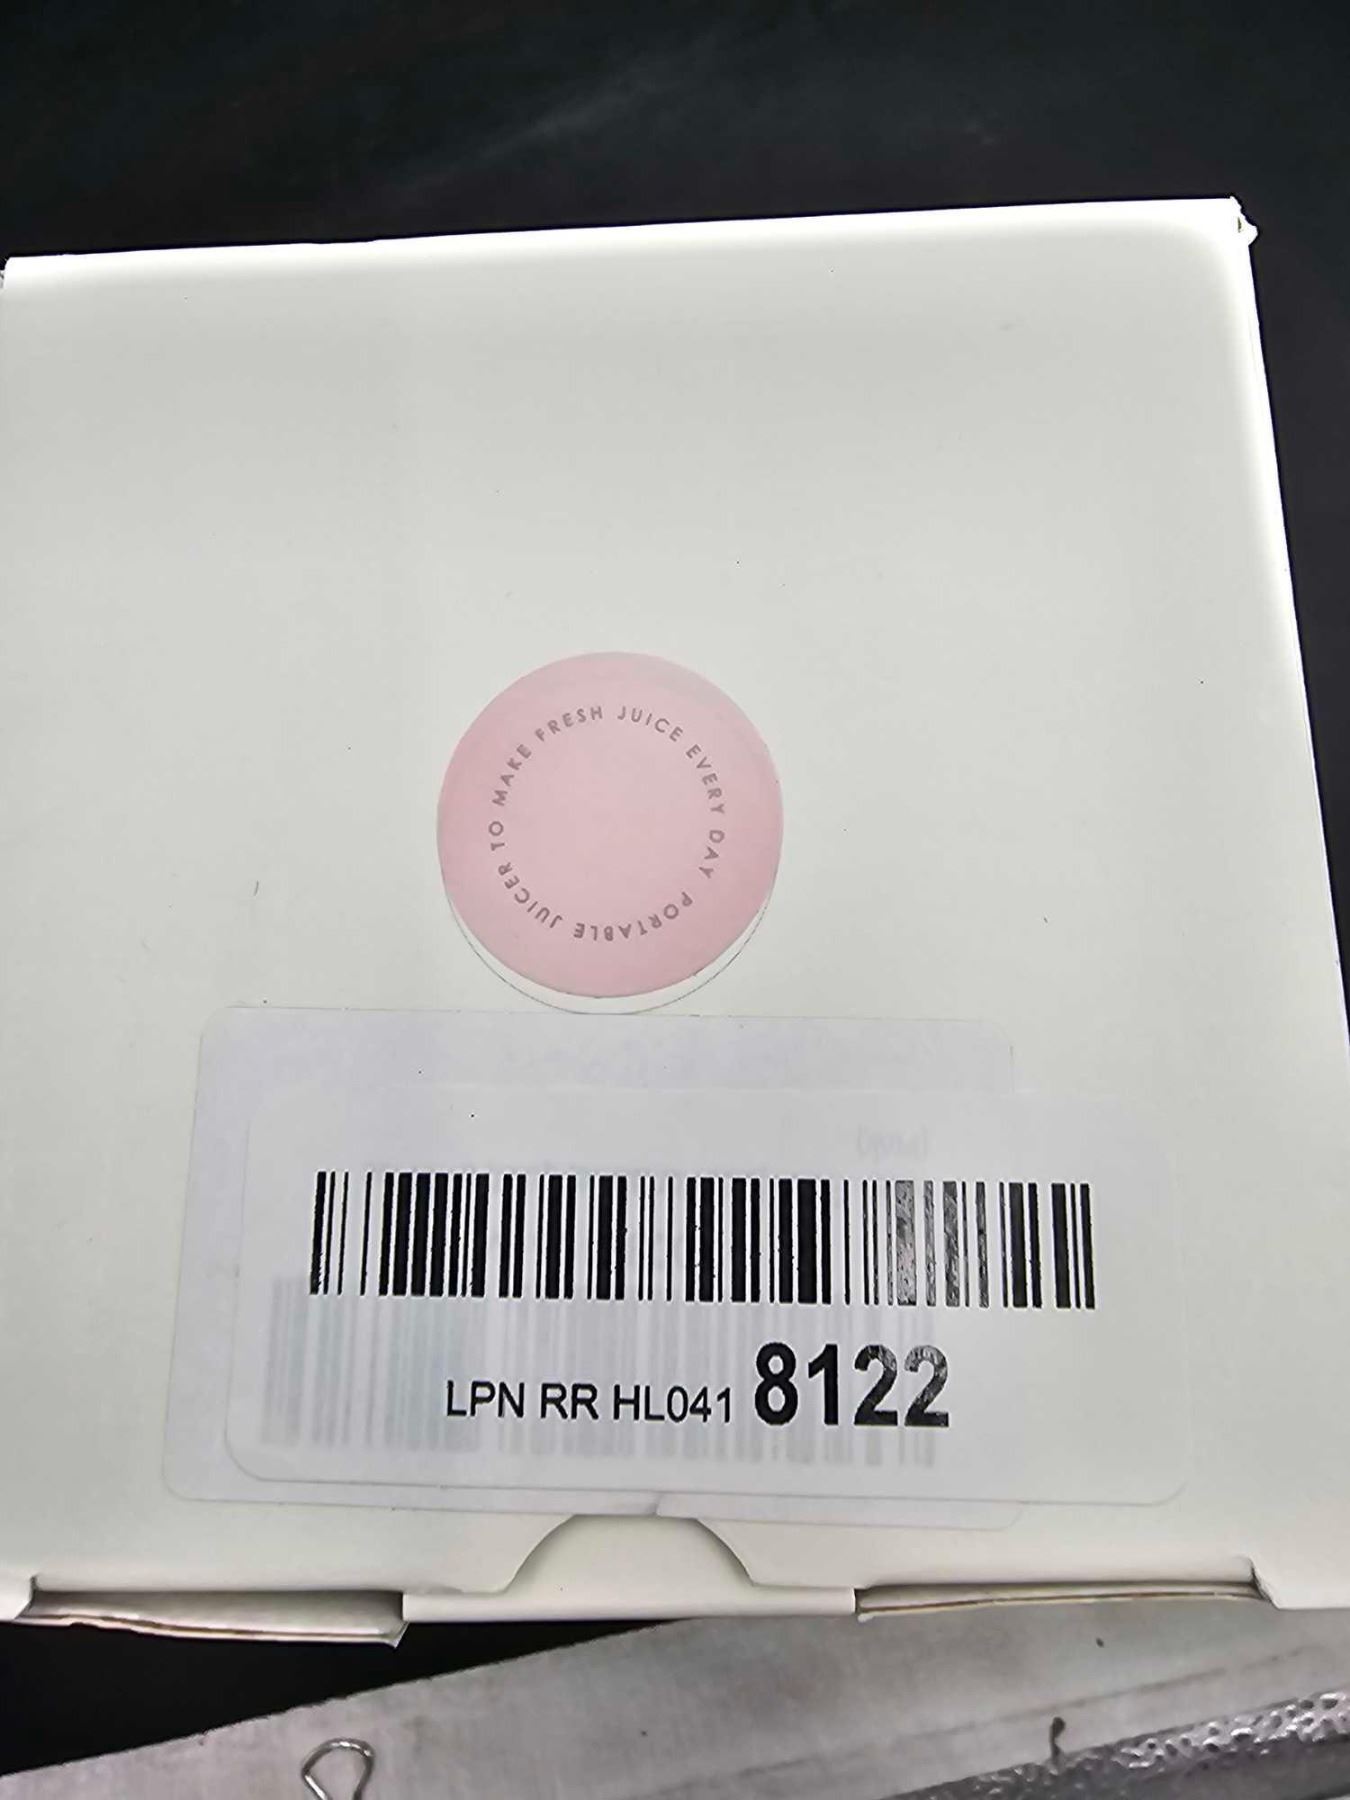 PORTABLE JUICER TO MAKE FRESH JUICE EVERY DAY
LPN RR HL041 8122